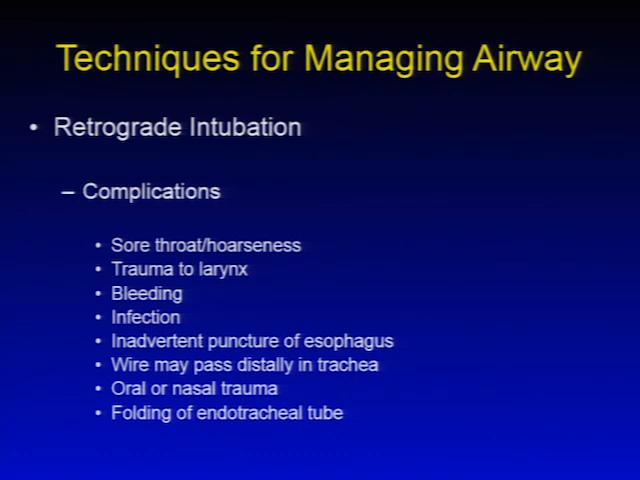 Techniques for Managing Airway
• Retrograde Intubation
– Complications
• Sore throat/hoarseness
• Trauma to larynx
• Bleeding
• Infection
• Inadvertent puncture of esophagus
• Wire may pass distally in trachea
• Oral or nasal trauma
• Folding of endotracheal tube